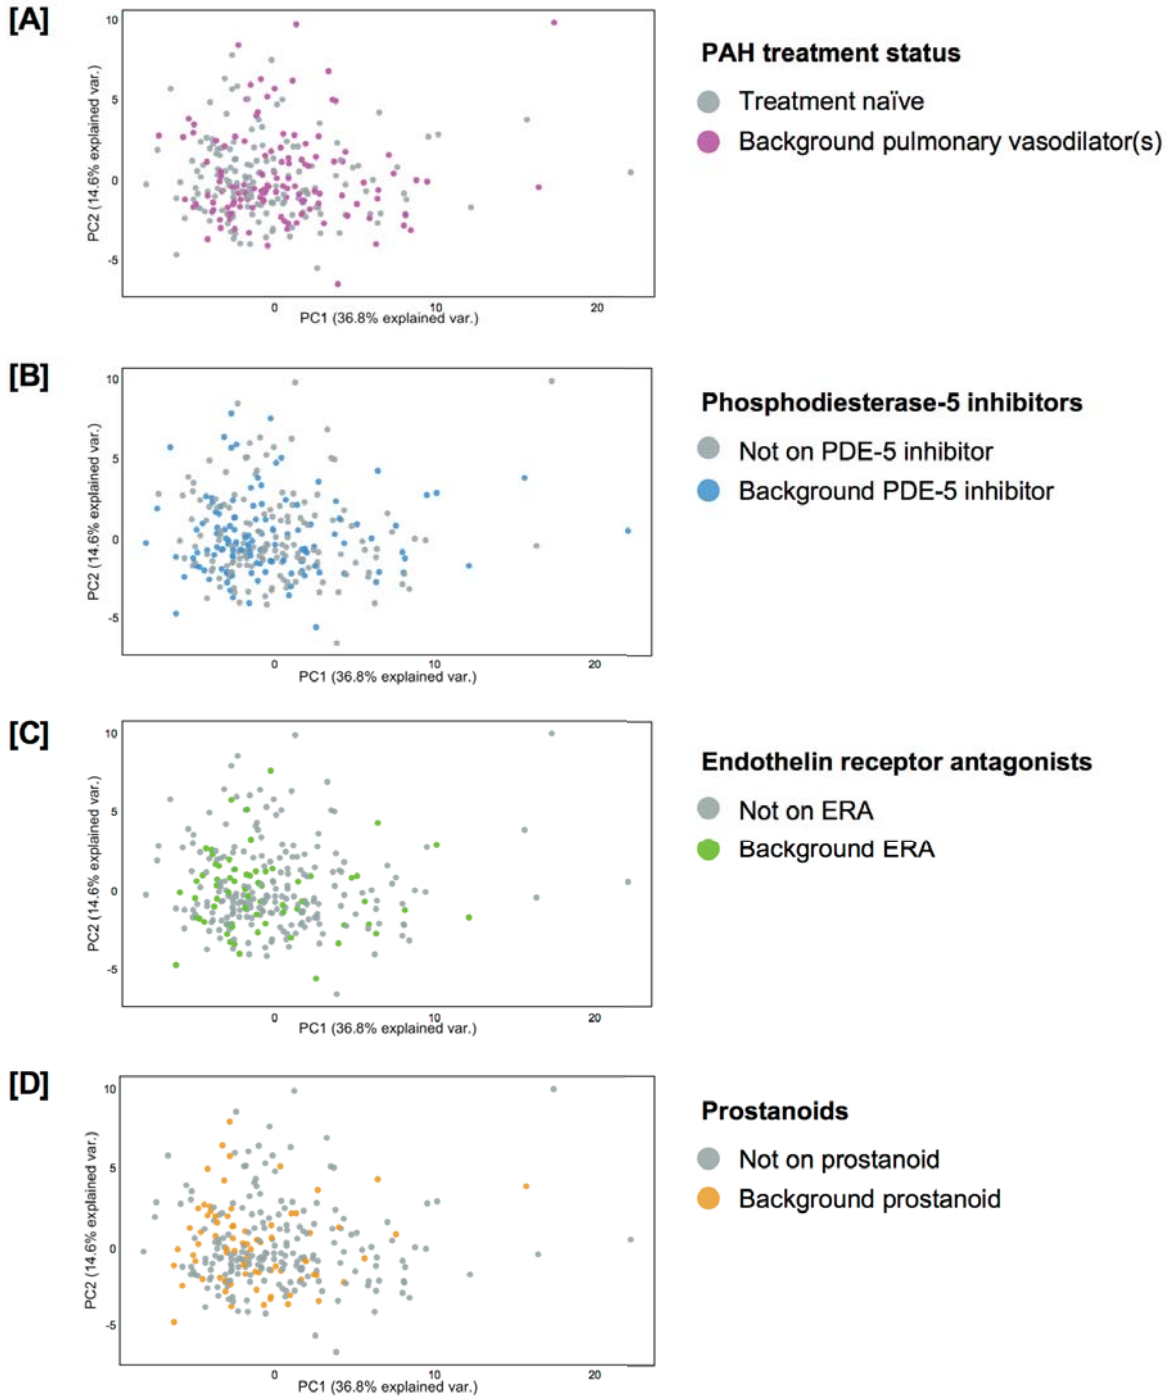 [A]
10
5
0
-5
PC2 (14.6% explained var.)
0
10
20
PC1 (36.8% explained var.)
PAH treatment status
Treatment naïve
Background pulmonary vasodilator(s)
[B]
10
5
0
-5
PC2 (14.6% explained var.)
0
10
20
PC1 (36.8% explained var.)
Phosphodiesterase-5 inhibitors
Not on PDE-5 inhibitor
Background PDE-5 inhibitor
[C]
10
5
0
-5
PC2 (14.6% explained var.)
0
10
20
PC1 (36.8% explained var.)
Endothelin receptor antagonists
Not on ERA
Background ERA
[D]
10
5
0
-5
PC2 (14.6% explained var.)
0
10
20
PC1 (36.8% explained var.)
Prostanoids
Not on prostanoid
Background prostanoid